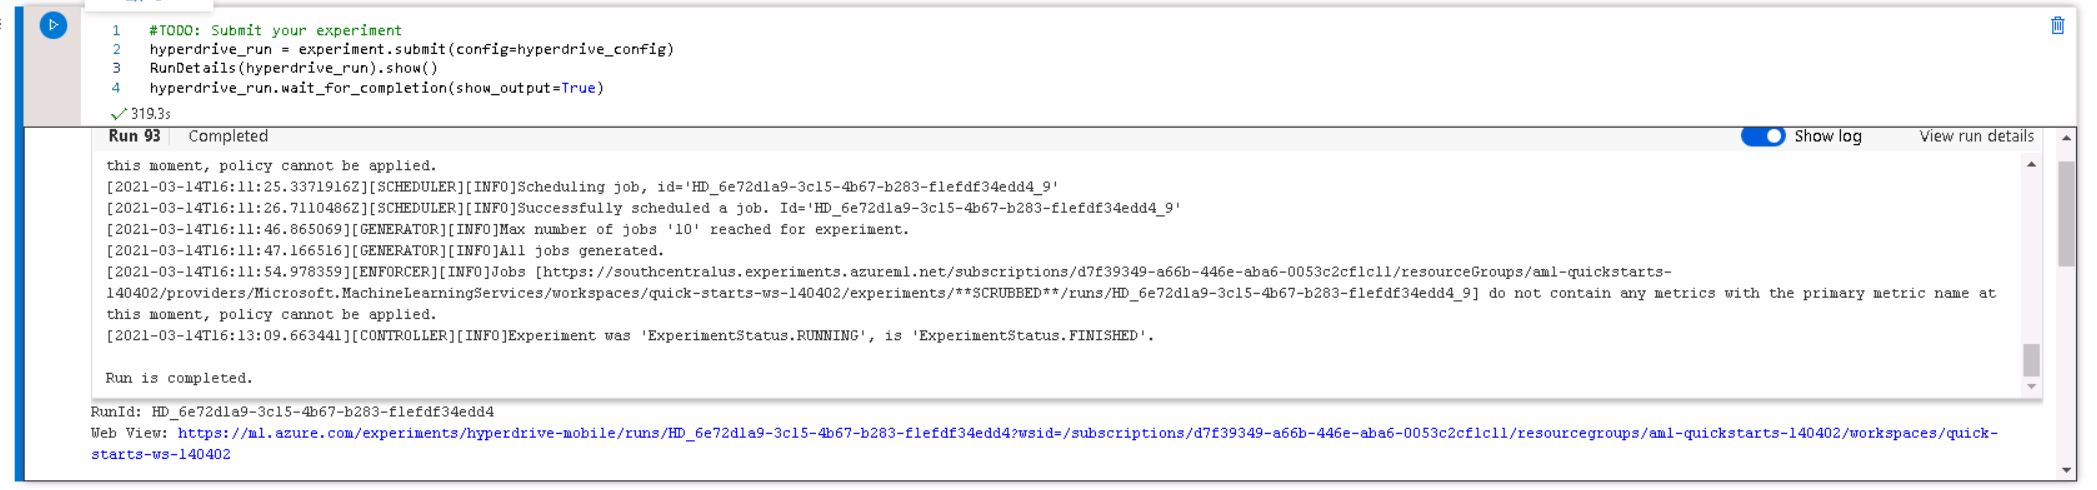 1 #TODO: Submit your experiment
2 hyperdrive_run = experiment.submit(config=hyperdrive_config)
3 RunDetails(hyperdrive_run).show()
4 hyperdrive_run.wait_for_completion(show_output=True)
319.3s
Run 93 Completed Show log View run details
this moment, policy cannot be applied.
[2021-03-14T16:11:25.3371916Z][SCHEDULER][INFO]Scheduling job, id='HD_6e72d1a9-3c15-4b67-b283-f1efdf34edd4_9'
[2021-03-14T16:11:26.7110486Z][SCHEDULER][INFO]Successfully scheduled a job. Id='HD_6e72d1a9-3c15-4b67-b283-f1efdf34edd4_9'
[2021-03-14T16:11:46.865069][GENERATOR][INFO]Max number of jobs '10' reached for experiment.
[2021-03-14T16:11:47.166516][GENERATOR][INFO]All jobs generated.
[2021-03-14T16:11:54.978359][ENFORCER][INFO]Jobs [https://southcentralus.experiments.azureml.net/subscriptions/d7f39349-a66b-446e-aba6-0053c2cf1c11/resourceGroups/aml-quickstarts-
140402/providers/Microsoft.MachineLearningServices/workspaces/quick-starts-ws-140402/experiments/**SCRUBBED**/runs/HD_6e72d1a9-3c15-4b67-b283-f1efdf34edd4_9] do not contain any metrics with the primary metric name at
this moment, policy cannot be applied.
[2021-03-14T16:13:09.663441][CONTROLLER][INFO]Experiment was 'ExperimentStatus.RUNNING', is 'ExperimentStatus.FINISHED'.
Run is completed.
RunId: HD_6e72d1a9-3c15-4b67-b283-f1efdf34edd4
Web View: https://ml.azure.com/experiments/hyperdrive-mobile/runs/HD_6e72d1a9-3c15-4b67-b283-f1efdf34edd4?wsid=/subscriptions/d7f39349-a66b-446e-aba6-0053c2cf1c11/resourcegroups/aml-quickstarts-140402/workspaces/quick-
starts-ws-140402